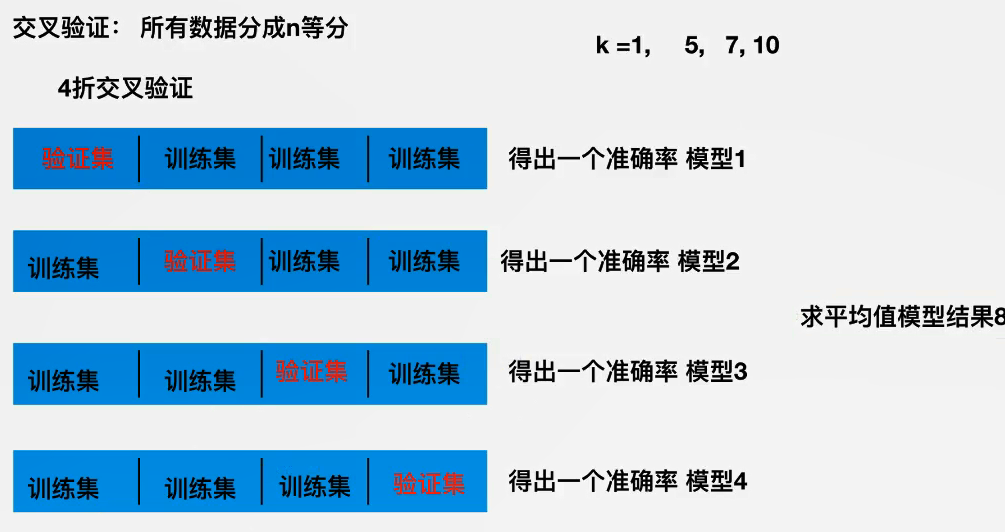 交叉验证： 所有数据分成n等分
k =1, 5, 7, 10
4折交叉验证
验证集 训练集 训练集 训练集 得出一个准确率 模型1
训练集 验证集 训练集 训练集 得出一个准确率 模型2
求平均值模型结果8
训练集 训练集 验证集 训练集 得出一个准确率 模型3
训练集 训练集 训练集 验证集 得出一个准确率 模型4